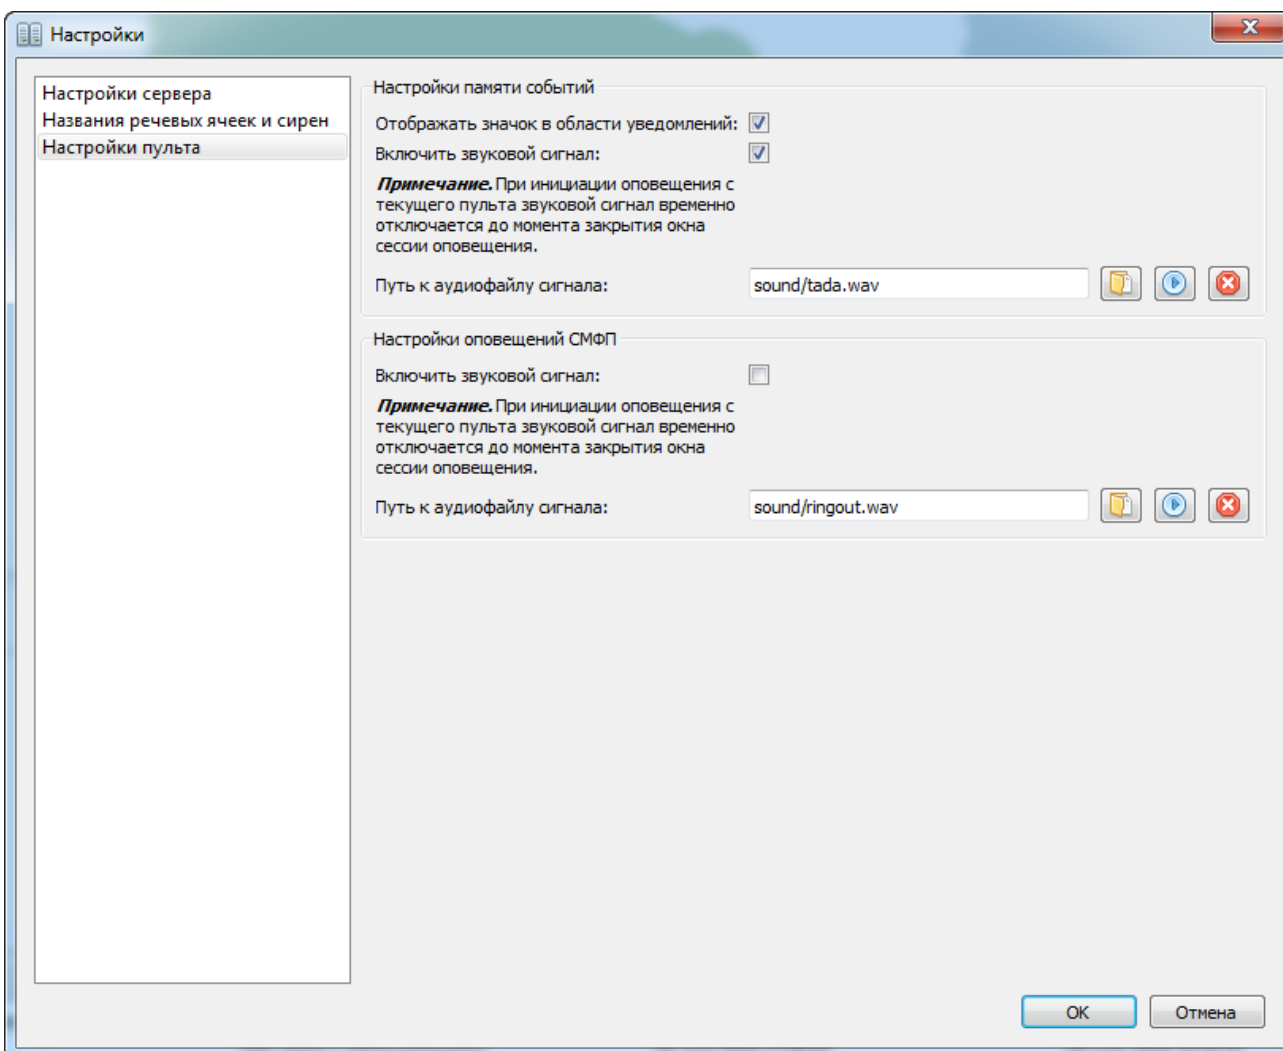 Настройки
Настройки сервера
Названия речевых ячеек и сирен
Настройки пульта
Настройки памяти событий
Отображать значок в области уведомлений:
Включить звуковой сигнал:
Примечание. При инициации оповещения с
текущего пульта звуковой сигнал временно
отключается до момента закрытия окна
сессии оповещения.
Путь к аудиофайлу сигнала: sound/tada.wav
Настройки оповещений СМФП
Включить звуковой сигнал:
Примечание. При инициации оповещения с
текущего пульта звуковой сигнал временно
отключается до момента закрытия окна
сессии оповещения.
Путь к аудиофайлу сигнала: sound/ringout.wav
OK Отмена